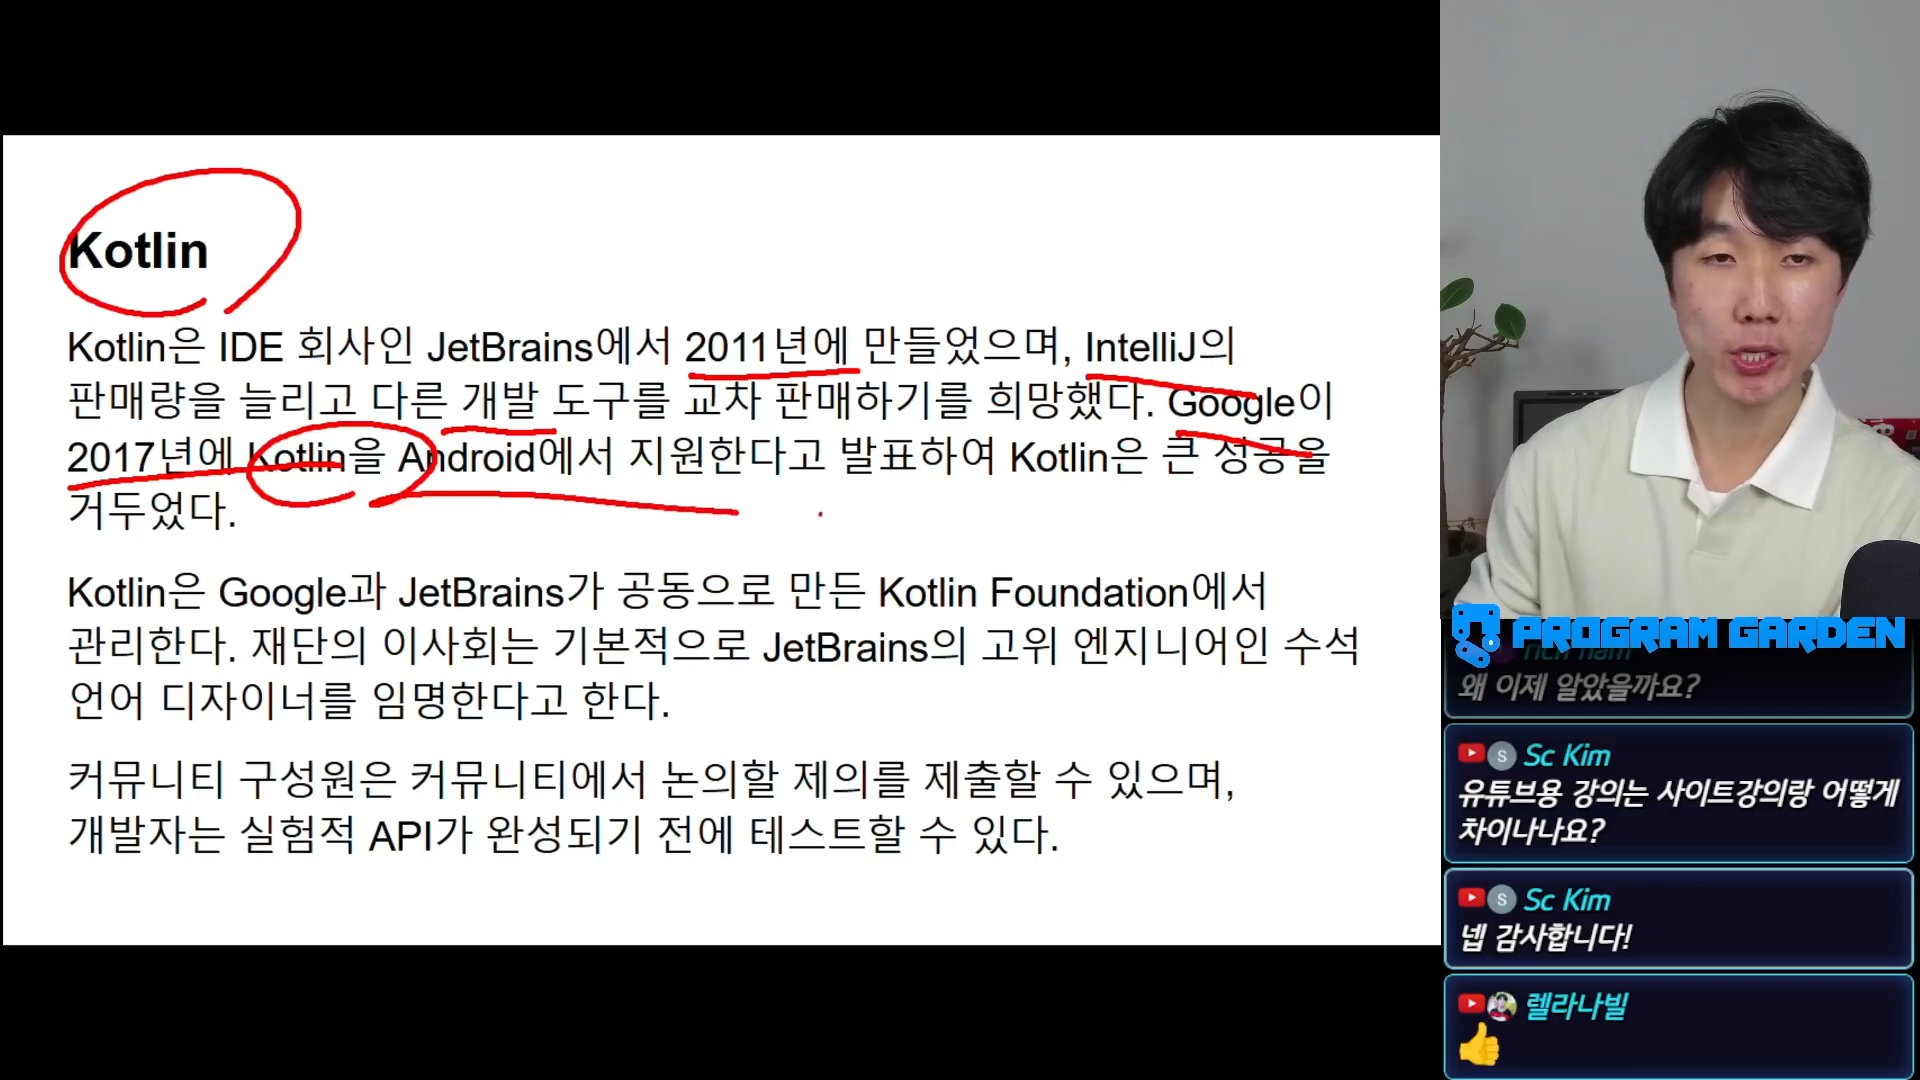 Kotlin
Kotlin은 IDE 회사인 JetBrains에서 2011년에 만들었으며, IntelliJ의
판매량을 늘리고 다른 개발 도구를 교차 판매하기를 희망했다. Google이
2017년에 Kotlin을 Android에서 지원한다고 발표하여 Kotlin은 큰 성공을
거두었다.
Kotlin은 Google과 JetBrains가 공동으로 만든 Kotlin Foundation에서
관리한다. 재단의 이사회는 기본적으로 JetBrains의 고위 엔지니어인 수석
언어 디자이너를 임명한다고 한다.
커뮤니티 구성원은 커뮤니티에서 논의할 제의를 제출할 수 있으며,
개발자는 실험적 API가 완성되기 전에 테스트할 수 있다.
PROGRAM GARDEN
왜 이제 알았을까요?
S Sc Kim
유튜브용 강의는 사이트강의랑 어떻게
차이나나요?
S Sc Kim
넵 감사합니다!
렐라나빌